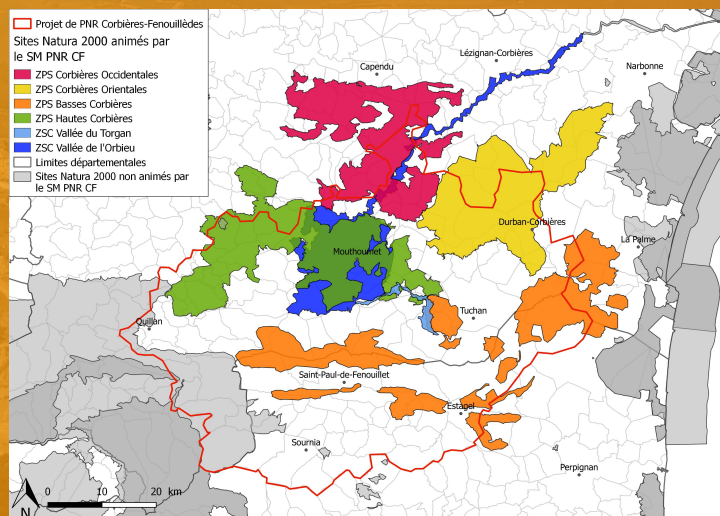 Projet de PNR Corbières-Fenouillèdes
Sites Natura 2000 animés par
le SM PNR CF
ZPS Corbières Occidentales
ZPS Corbières Orientales
ZPS Basses Corbières
ZPS Hautes Corbières
ZSC Vallée du Torgan
ZSC Vallée de l'Orbieu
Limites départementales
Sites Natura 2000 non animés par
le SM PNR CF
Lézignan-Corbières
Capendu
Narbonne
Durban-Corbières
La Palme
Mouthoumet
Tuchan
Quillan
Saint-Paul-de-Fenouillet
Estagel
Sournia
Perpignan
0 10 20 km
N